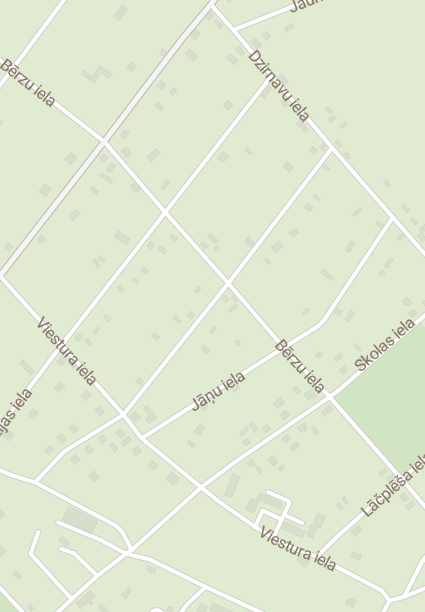 Dzirnavu iela
Bērzu iela
Viestura iela
Skolas iela
Bērzu iela
Jāņu iela
Lāčplēša iela
Viestura iela